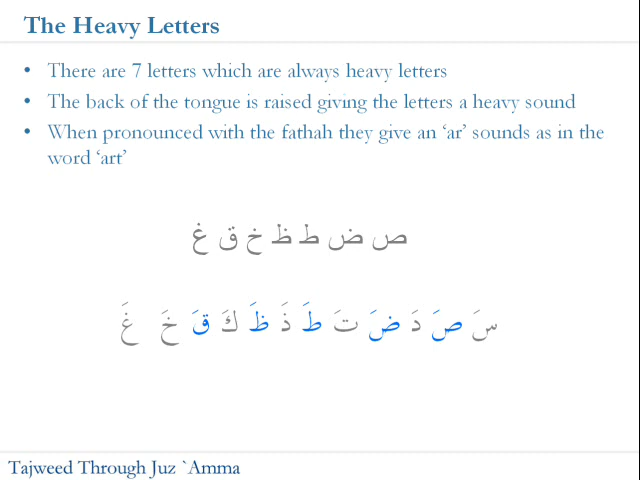 The Heavy Letters
• There are 7 letters which are always heavy letters
• The back of the tongue is raised giving the letters a heavy sound
• When pronounced with the fathah they give an ‘ar’ sounds as in the
word ‘art’
ص ض ط ظ خ ق غ
سَ صَ دَ ضَ تَ طَ ذَ ظَ كَ قَ خَ غَ
Tajweed Through Juz `Amma